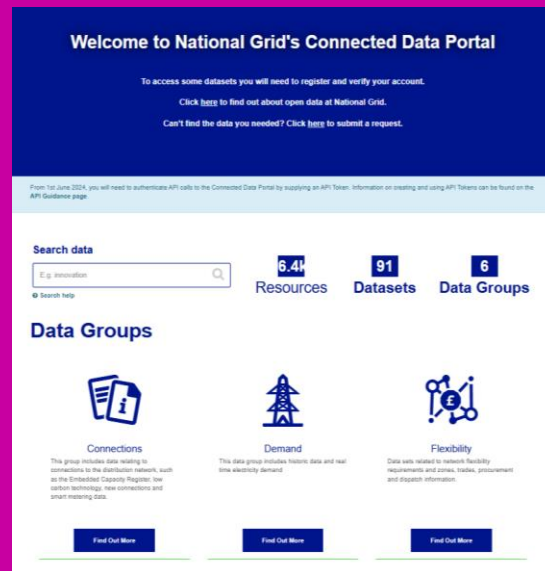 Welcome to National Grid's Connected Data Portal
To access some datasets you will need to register and verify your account.
Click here to find out about open data at National Grid.
Can't find the data you needed? Click here to submit a request.
From 1st June 2024, you will need to authenticate API calls to the Connected Data Portal by supplying an API Token. Information on creating and using API Tokens can be found on the
API Guidance page.
Search data
E.g. innovation
Search help
6.4k
Resources
91
Datasets
6
Data Groups
Data Groups
Connections
This group includes data relating to
connections to the distribution network, such
as the Embedded Capacity Register, low
carbon technology, new connections and
smart metering data.
Find Out More
Demand
This data group includes historic data and real
time electricity demand
Find Out More
Flexibility
Data sets related to network flexibility
requirements and zones, trades, procurement
and dispatch information.
Find Out More